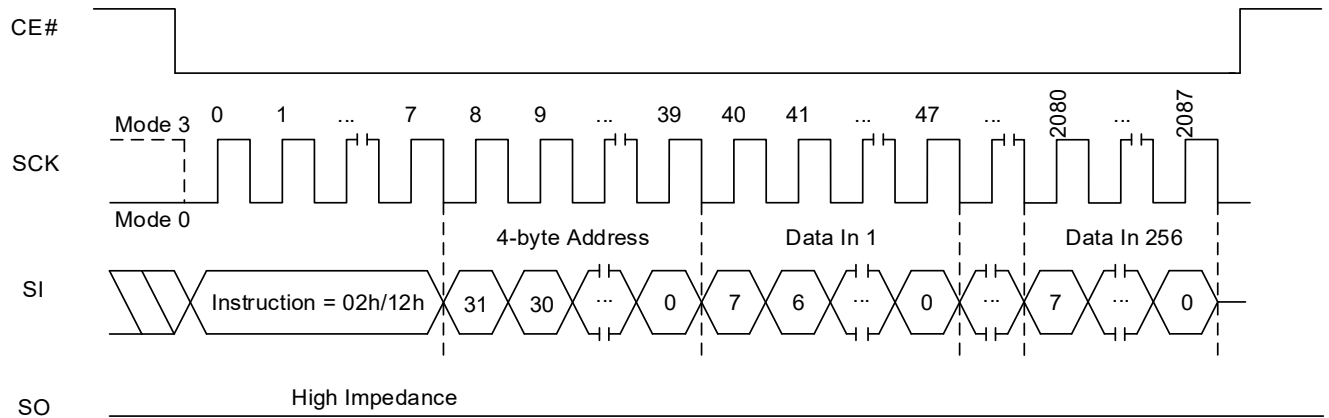 CE#
0 1 ... 7 8 9 ... 39 40 41 ... 47 ... 2080 ... 2087
Mode 3
SCK
Mode 0
4-byte Address Data In 1 Data In 256
SI Instruction = 02h/12h 31 30 ... 0 7 6 ... 0 ... 7 ... 0
High Impedance
SO